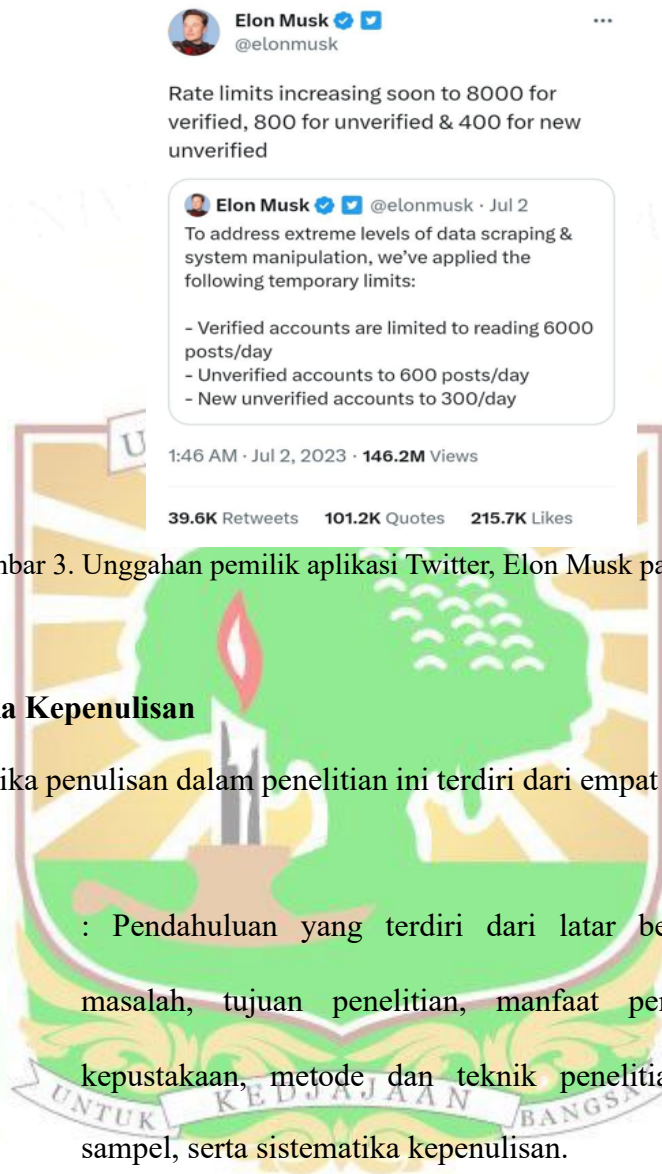 Elon Musk
@elonmusk
Rate limits increasing soon to 8000 for
verified, 800 for unverified & 400 for new
unverified
Elon Musk @elonmusk · Jul 2
To address extreme levels of data scraping &
system manipulation, we’ve applied the
following temporary limits:
- Verified accounts are limited to reading 6000
posts/day
- Unverified accounts to 600 posts/day
- New unverified accounts to 300/day
1:46 AM · Jul 2, 2023 · 146.2M Views
39.6K Retweets 101.2K Quotes 215.7K Likes
mbar 3. Unggahan pemilik aplikasi Twitter, Elon Musk pa
a Kepenulisan
ika penulisan dalam penelitian ini terdiri dari empat
: Pendahuluan yang terdiri dari latar be
masalah, tujuan penelitian, manfaat pe
kepustakaan, metode dan teknik penelitia
sampel, serta sistematika kepenulisan.
UNTUK KEDJAJAAN BANGSA